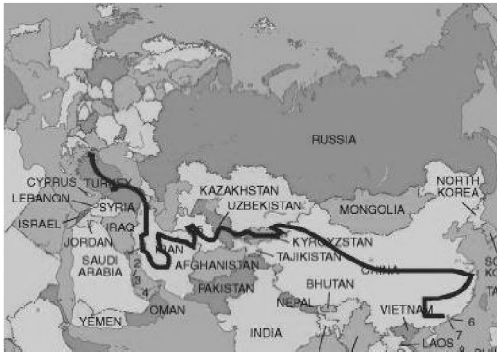 RUSSIA
CYPRUS
TURKEY
LEBANON
KAZAKHSTAN
NORTH
KOREA
SYRIA
UZBEKISTAN
MONGOLIA
ISRAEL
IRAQ
KYRGYZSTAN
JORDAN
IRAN
TAJIKISTAN
SAUDI
ARABIA
AFGHANISTAN
CHINA
2
3
PAKISTAN
BHUTAN
4
NEPAL
OMAN
VIETNAM
YEMEN
6
INDIA
7
LAOS
8